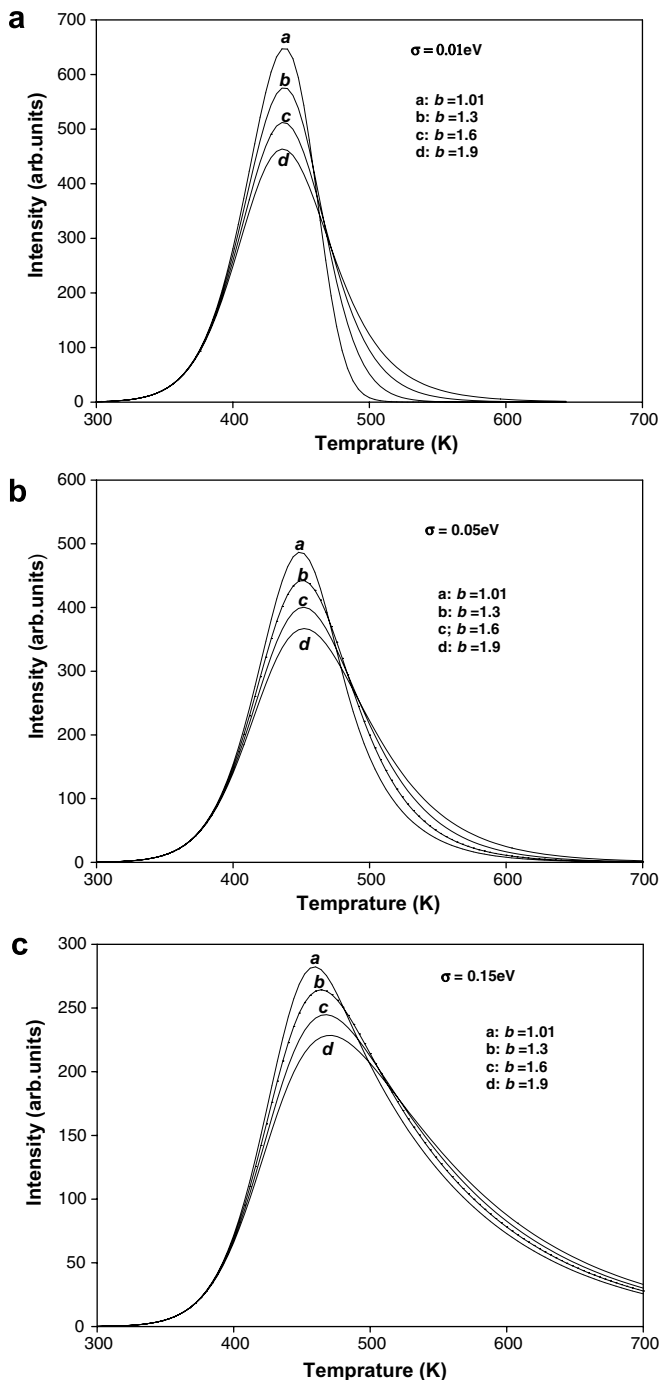 a
700
600
500
400
300
200
100
0
Intensity (arb.units)
a
b
c
d
σ = 0.01eV
a: b =1.01
b: b =1.3
c: b =1.6
d: b =1.9
300 400 500 600 700
Temprature (K)
b
600
500
400
300
200
100
0
Intensity (arb.units)
a
b
c
d
σ = 0.05eV
a: b =1.01
b: b =1.3
c; b =1.6
d: b =1.9
300 400 500 600 700
Temprature (K)
c
300
250
200
150
100
50
0
Intensity (arb.units)
a
b
c
d
σ = 0.15eV
a: b =1.01
b: b =1.3
c: b =1.6
d: b =1.9
300 400 500 600 700
Temprature (K)